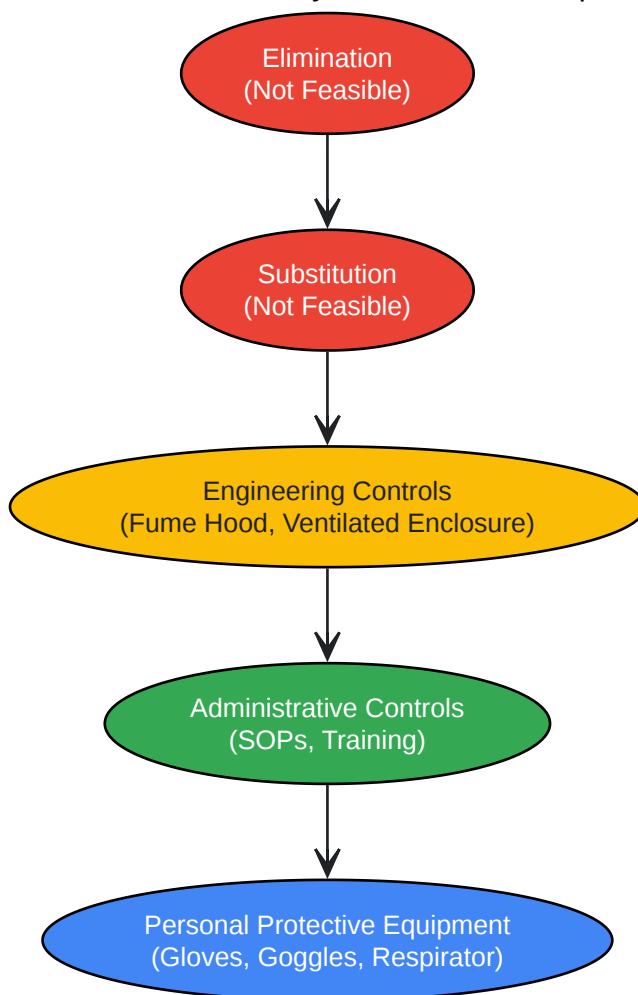 Elimination
(Not Feasible)
Substitution
(Not Feasible)
Engineering Controls
(Fume Hood, Ventilated Enclosure)
Administrative Controls
(SOPs, Training)
Personal Protective Equipment
(Gloves, Goggles, Respirator)